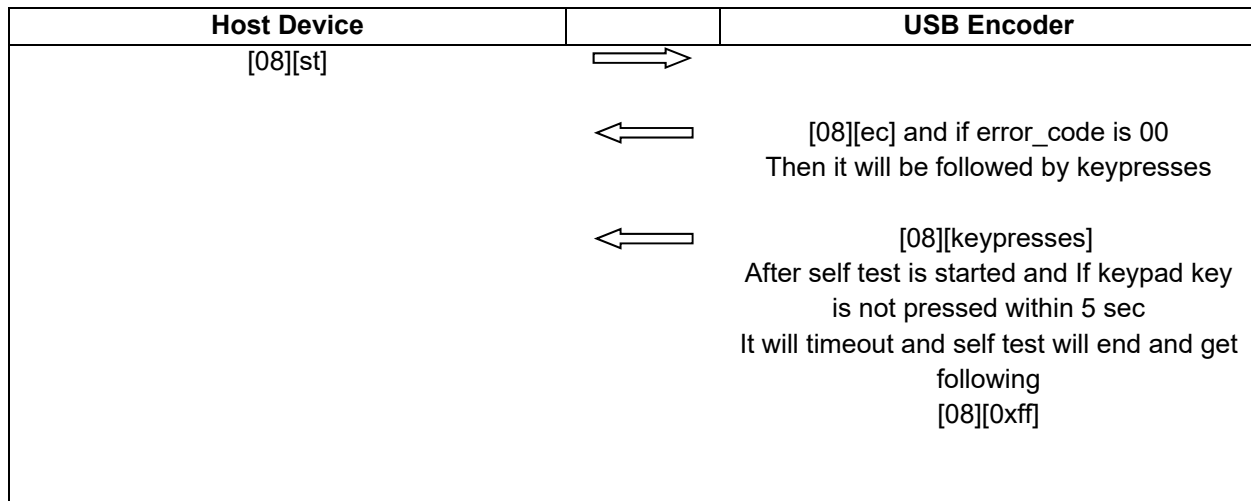 Host Device
USB Encoder
[08][st]
[08][ec] and if error_code is 00
Then it will be followed by keypresses
[08][keypresses]
After self test is started and If keypad key
is not pressed within 5 sec
It will timeout and self test will end and get
following
[08][0xff]